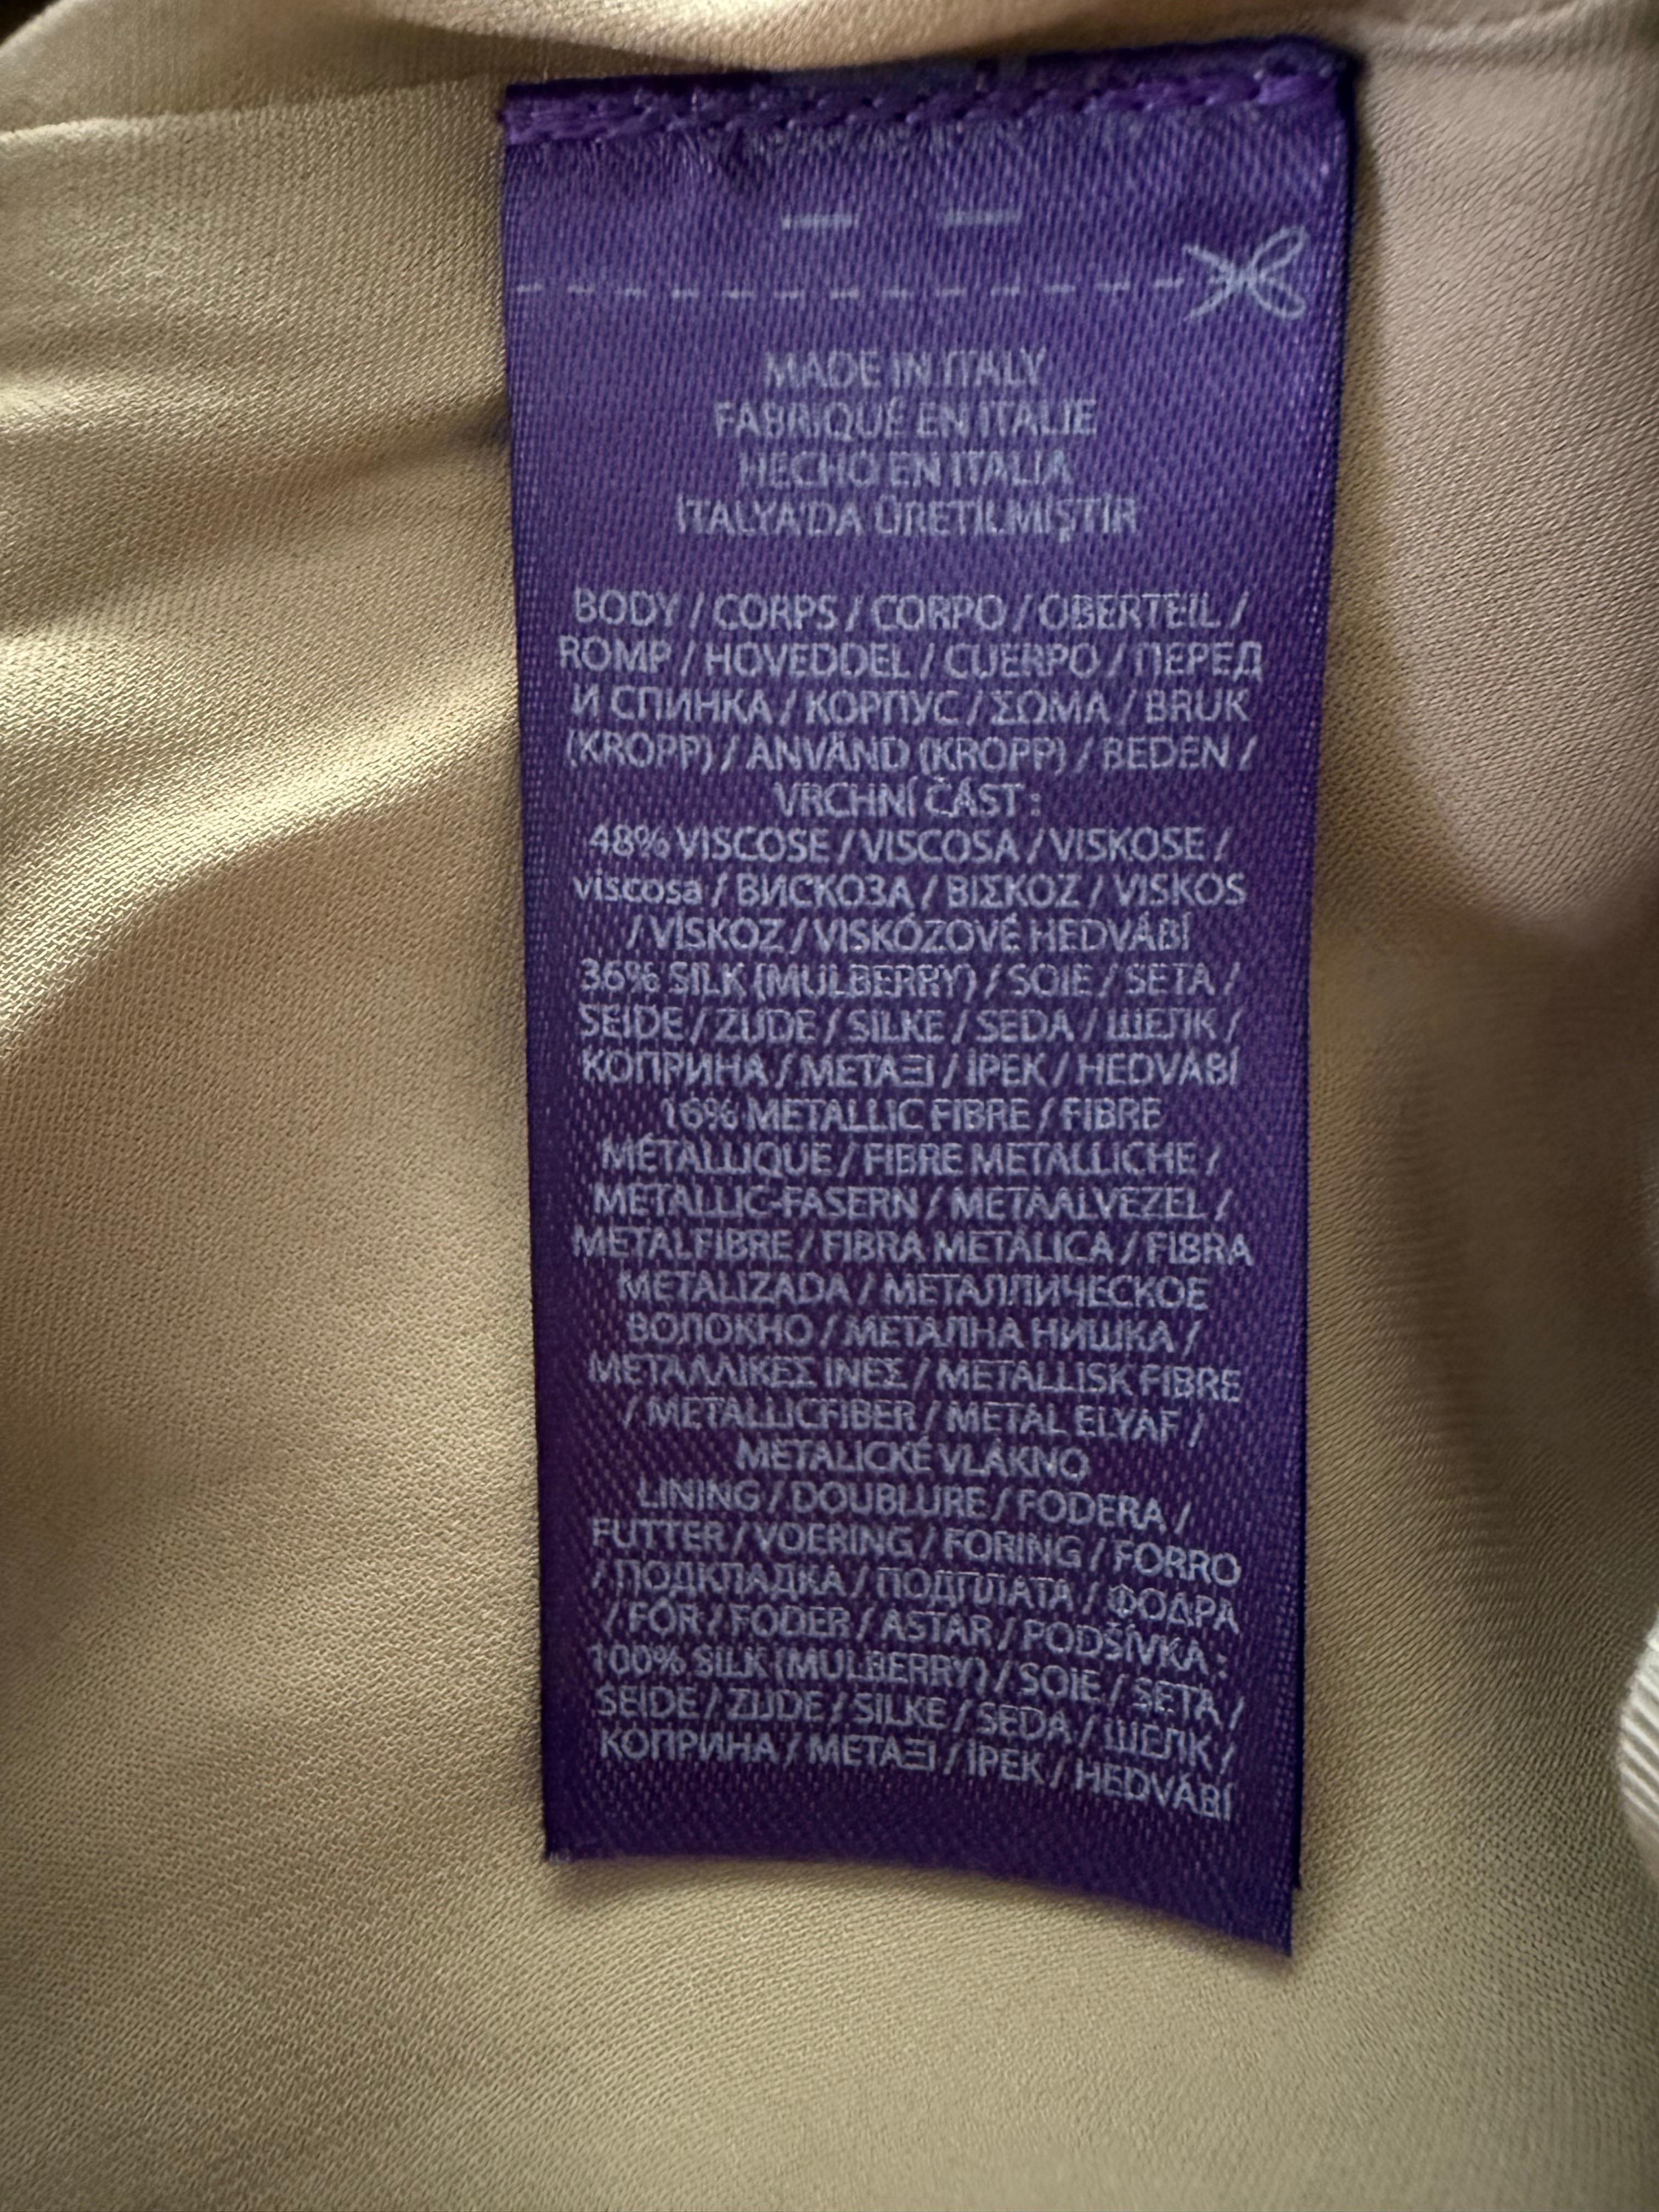 MADE IN ITALY
FABRIQUÉ EN ITALIE
HECHO EN ITALIA
İTALYA'DA ÜRETİLMİŞTİR
BODY / CORPS / CORPO / OBERTEIL /
ROMP / HOVEDDEL / CUERPO / ПЕРЕД
И СПИНКА / КОРПУС / ΣΩΜΑ / BRUK
(KROPP) / ANVÄND (KROPP) / BEDEN /
VRCHNÍ ČÁST :
48% VISCOSE / VISCOSA / VISKOSE /
viscosa / ВИСКОЗА / ΒΙΣΚΟΖ / VISKOS
/ VİSKOZ / VISKÓZOVÉ HEDVÁBÍ
36% SILK (MULBERRY) / SOIE / SETA /
SEIDE / ZIJDE / SILKE / SEDA / ШЕЛК /
КОПРИНА / ΜΕΤΑΞΙ / İPEK / HEDVÁBÍ
16% METALLIC FIBRE / FIBRE
MÉTALLIQUE / FIBRE METALLICHE /
METALLIC-FASERN / METAALVEZEL /
METALFIBRE / FIBRA METÁLICA / FIBRA
METALIZADA / МЕТАЛЛИЧЕСКОЕ
ВОЛОКНО / МЕТАЛНА НИШКА /
ΜΕΤΑΛΛΙΚΕΣ ΙΝΕΣ / METALLISK FIBRE
/ METALLICFIBER / METAL ELYAF /
METALICKÉ VLÁKNO
LINING / DOUBLURE / FODERA /
FUTTER / VOERING / FORING / FORRO
/ ПОДКЛАДКА / ПОДПЛАТА / ΦΟΔΡΑ
/ FÔR / FODER / ASTAR / PODŠÍVKA :
100% SILK (MULBERRY) / SOIE / SETA /
SEIDE / ZIJDE / SILKE / SEDA / ШЕЛК /
КОПРИНА / ΜΕΤΑΞΙ / İPEK / HEDVÁBÍ